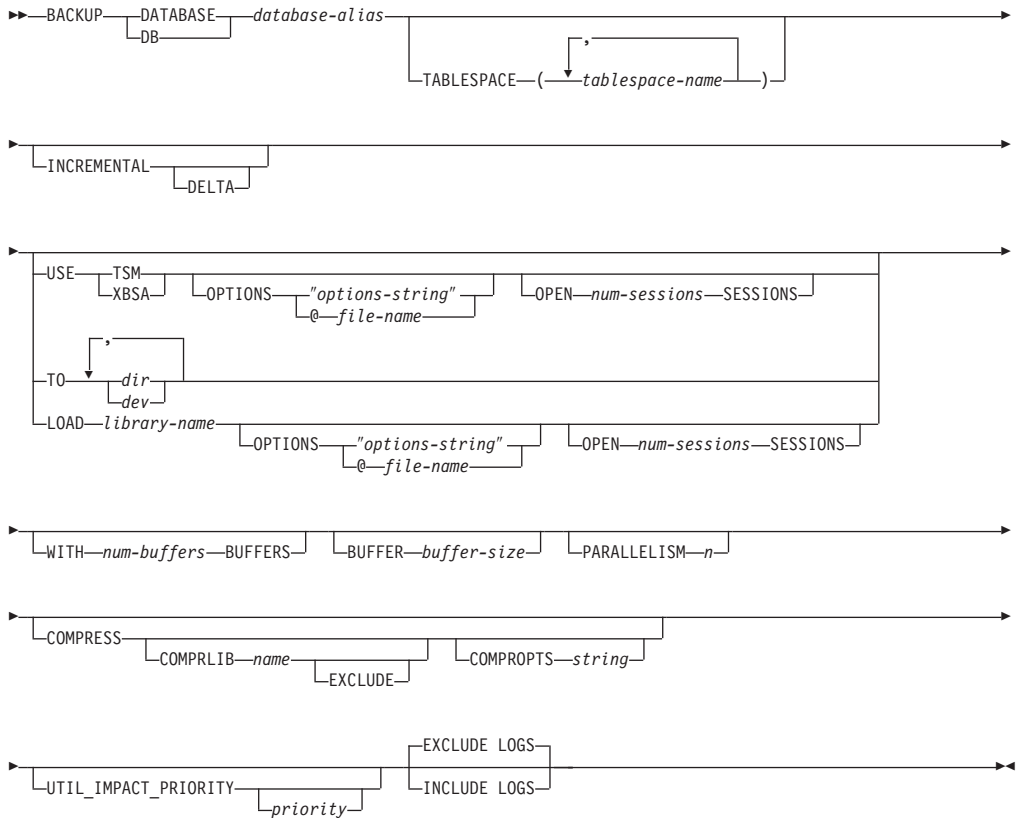 BACKUP DATABASE database-alias
DB
,
TABLESPACE ( tablespace-name )
INCREMENTAL
DELTA
USE TSM
XBSA
OPTIONS "options-string"
@ file-name
OPEN num-sessions SESSIONS
,
TO dir
dev
LOAD library-name
OPTIONS "options-string"
@ file-name
OPEN num-sessions SESSIONS
WITH num-buffers BUFFERS
BUFFER buffer-size
PARALLELISM n
COMPRESS
COMPRLIB name
EXCLUDE
COMPROPTS string
EXCLUDE LOGS
UTIL_IMPACT_PRIORITY
priority
INCLUDE LOGS